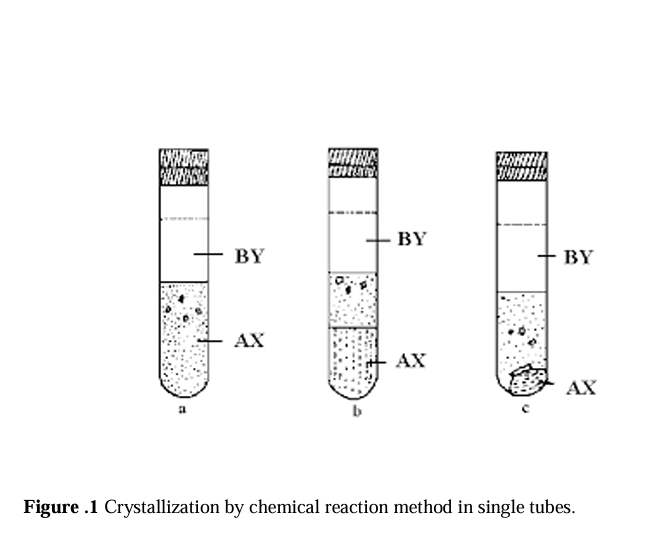 BY
AX
a
BY
AX
b
BY
AX
c
Figure .1 Crystallization by chemical reaction method in single tubes.